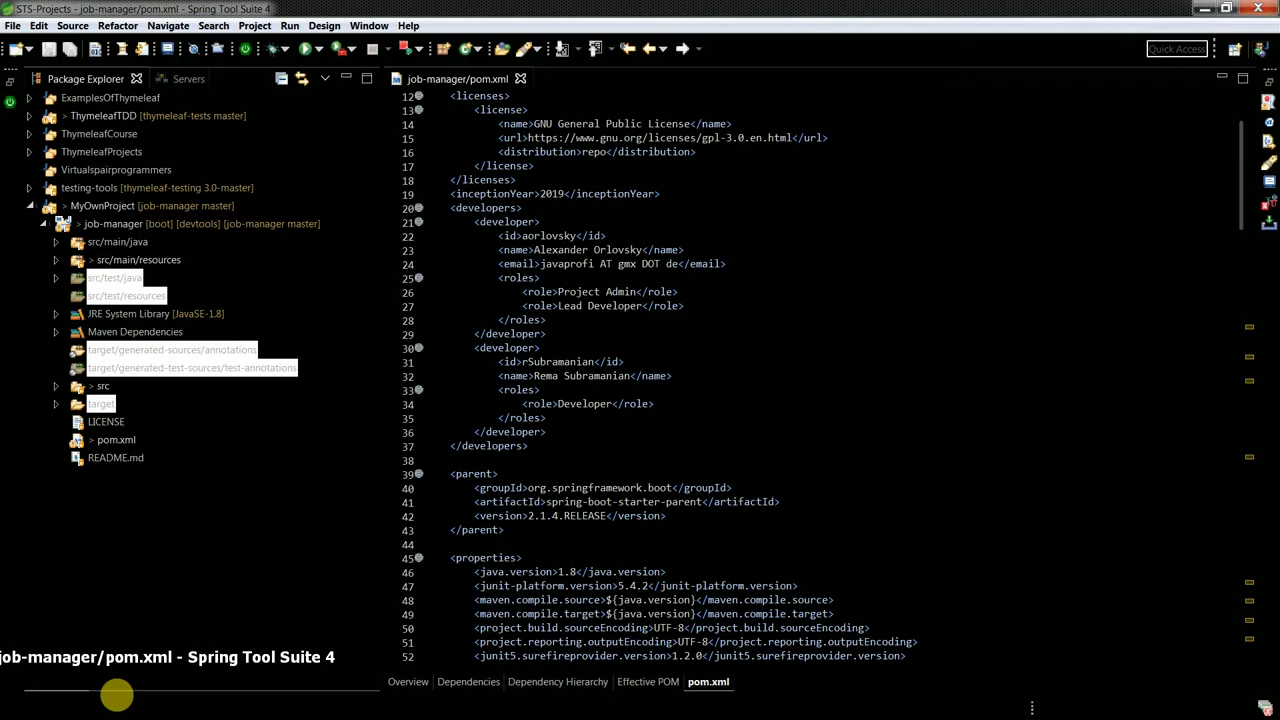 STS-Projects - job-manager/pom.xml - Spring Tool Suite 4
File Edit Source Refactor Navigate Search Project Run Design Window Help
Quick Access
Package Explorer
Servers
ExamplesOfThymeleaf
> ThymeleafTDD [thymeleaf-tests master]
ThymeleafCourse
ThymeleafProjects
Virtualspairprogrammers
testing-tools [thymeleaf-testing 3.0-master]
> MyOwnProject [job-manager master]
> job-manager [boot] [devtools] [job-manager master]
src/main/java
> src/main/resources
src/test/java
src/test/resources
JRE System Library [JavaSE-1.8]
Maven Dependencies
target/generated-sources/annotations
target/generated-test-sources/test-annotations
> src
target
LICENSE
> pom.xml
README.md
job-manager/pom.xml - Spring Tool Suite 4
job-manager/pom.xml
12 <licenses>
13 <license>
14 <name>GNU General Public License</name>
15 <url>https://www.gnu.org/licenses/gpl-3.0.en.html</url>
16 <distribution>repo</distribution>
17 </license>
18 </licenses>
19 <inceptionYear>2019</inceptionYear>
20 <developers>
21 <developer>
22 <id>aorlovsky</id>
23 <name>Alexander Orlovsky</name>
24 <email>javaprofi AT gmx DOT de</email>
25 <roles>
26 <role>Project Admin</role>
27 <role>Lead Developer</role>
28 </roles>
29 </developer>
30 <developer>
31 <id>rSubramanian</id>
32 <name>Rema Subramanian</name>
33 <roles>
34 <role>Developer</role>
35 </roles>
36 </developer>
37 </developers>
38
39 <parent>
40 <groupId>org.springframework.boot</groupId>
41 <artifactId>spring-boot-starter-parent</artifactId>
42 <version>2.1.4.RELEASE</version>
43 </parent>
44
45 <properties>
46 <java.version>1.8</java.version>
47 <junit-platform.version>5.4.2</junit-platform.version>
48 <maven.compile.source>${java.version}</maven.compile.source>
49 <maven.compile.target>${java.version}</maven.compile.target>
50 <project.build.sourceEncoding>UTF-8</project.build.sourceEncoding>
51 <project.reporting.outputEncoding>UTF-8</project.reporting.outputEncoding>
52 <junit5.surefireprovider.version>1.2.0</junit5.surefireprovider.version>
Overview Dependencies Dependency Hierarchy Effective POM pom.xml